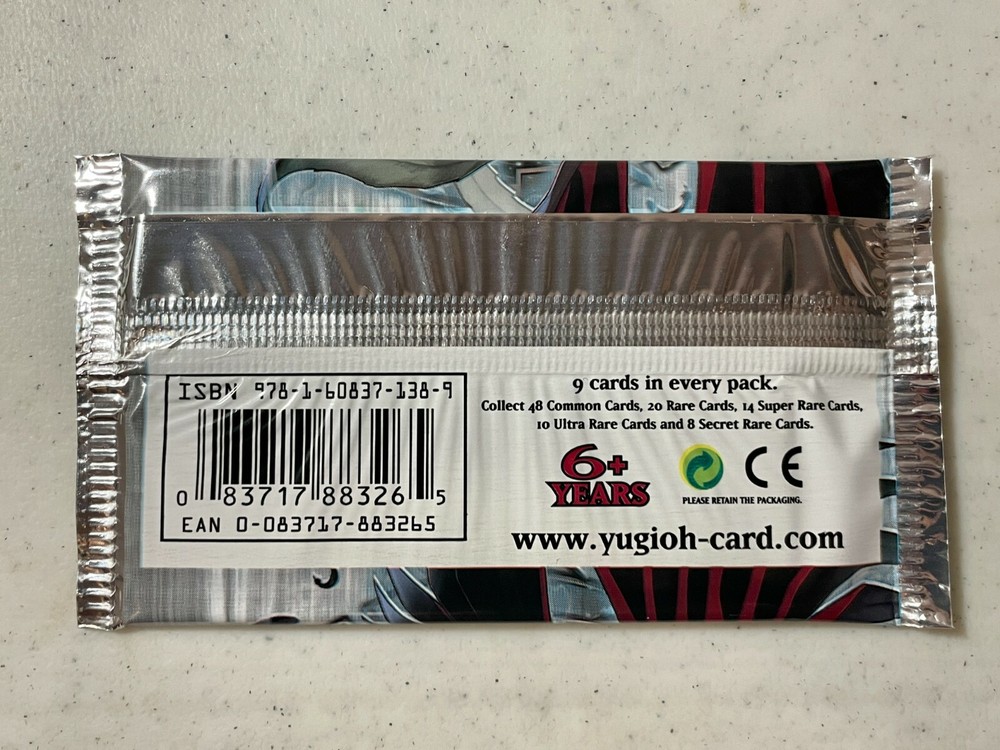 ISBN 978-1-60837-138-9
0 83717 88326 5
EAN 0-083717-883265
9 cards in every pack.
Collect 48 Common Cards, 20 Rare Cards, 14 Super Rare Cards,
10 Ultra Rare Cards and 8 Secret Rare Cards.
6+
YEARS
CE
PLEASE RETAIN THE PACKAGING.
www.yugioh-card.com